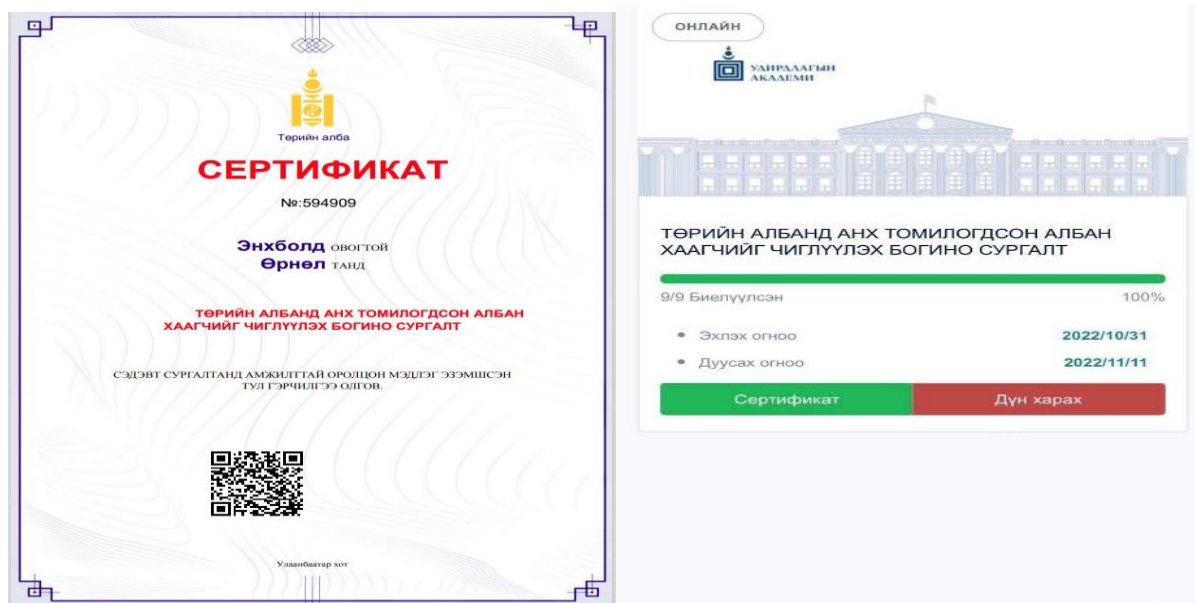 Төрийн алба
СЕРТИФИКАТ
№:594909
Энхболд овогтой
Өрнөл танд
ТӨРИЙН АЛБАНД АНХ ТОМИЛОГДСОН АЛБАН
ХААГЧИЙГ ЧИГЛҮҮЛЭХ БОГИНО СУРГАЛТ
СЭДЭВТ СУРГАЛТАНД АМЖИЛТТАЙ ОРОЛЦОН МЭДЛЭГ ЭЗЭМШСЭН
ТУЛ ГЭРЧИЛГЭЭ ОЛГОВ.
Улаанбаатар хот
ОНЛАЙН
УДИРДЛАГЫН
АКАДЕМИ
ТӨРИЙН АЛБАНД АНХ ТОМИЛОГДСОН АЛБАН
ХААГЧИЙГ ЧИГЛҮҮЛЭХ БОГИНО СУРГАЛТ
9/9 Биелүүлсэн 100%
Эхлэх огноо 2022/10/31
Дуусах огноо 2022/11/11
Сертификат Дүн харах